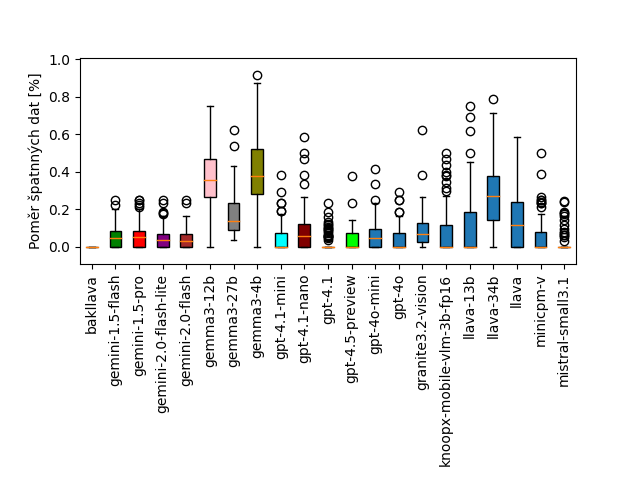 Poměr špatnných dat [%]
1.0
0.8
0.6
0.4
0.2
0.0
bakllava
gemini-1.5-flash
gemini-1.5-pro
gemini-2.0-flash-lite
gemini-2.0-flash
gemma3-12b
gemma3-27b
gemma3-4b
gpt-4.1-mini
gpt-4.1-nano
gpt-4.1
gpt-4.5-preview
gpt-4o-mini
gpt-4o
granite3.2-vision
knoopx-mobile-vlm-3b-fp16
llava-13b
llava-34b
llava
minicpm-v
mistral-small3.1